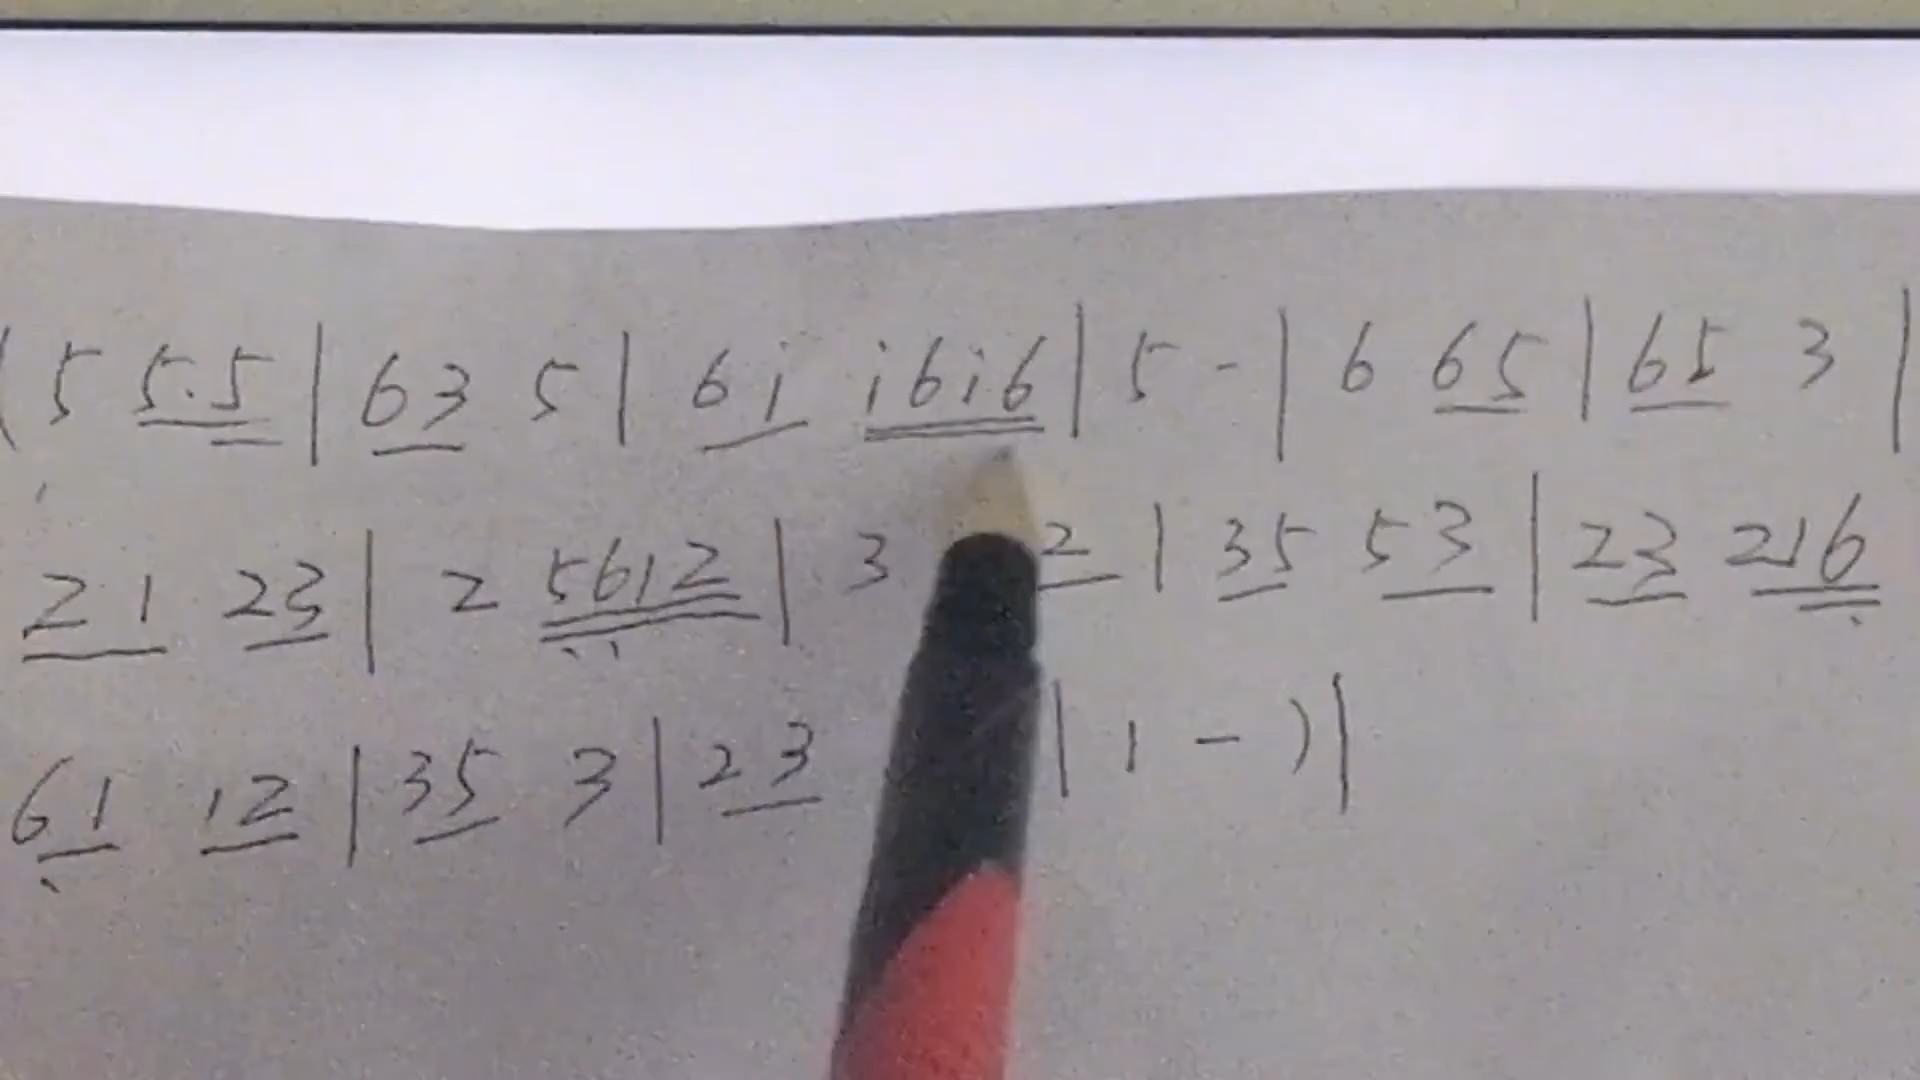 (5 5.5 | 63 5 | 6i i6i6 | 5 - | 6 65 | 65 3 |
21 23 | 2 5612 | 3 2 | 35 53 | 23 216
61 12 | 35 3 | 23 | 1 - ) |